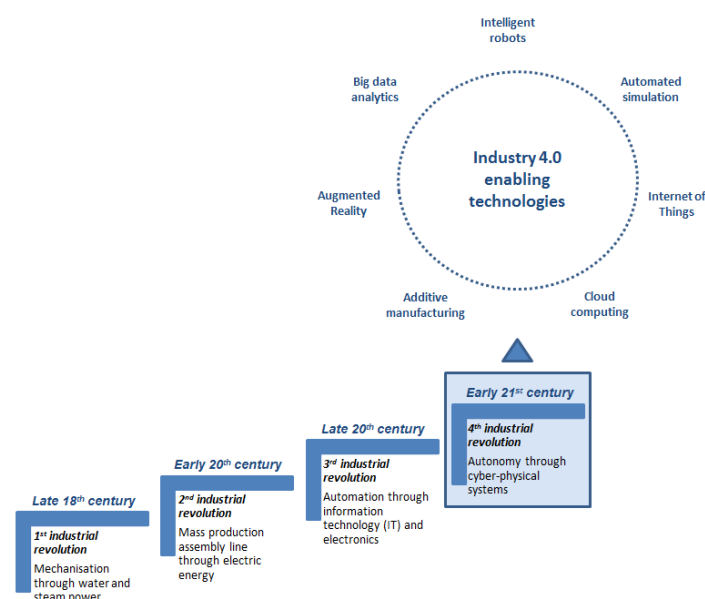 Intelligent
robots
Big data
analytics
Automated
simulation
Industry 4.0
enabling
technologies
Augmented
Reality
Internet of
Things
Additive
manufacturing
Cloud
computing
Early 21st century
4th industrial
revolution
Autonomy through
cyber-physical
systems
Late 20th century
3rd industrial
revolution
Automation through
information
technology (IT) and
electronics
Early 20th century
2nd industrial
revolution
Mass production
assembly line
through electric
energy
Late 18th century
1st industrial
revolution
Mechanisation
through water and
steam power